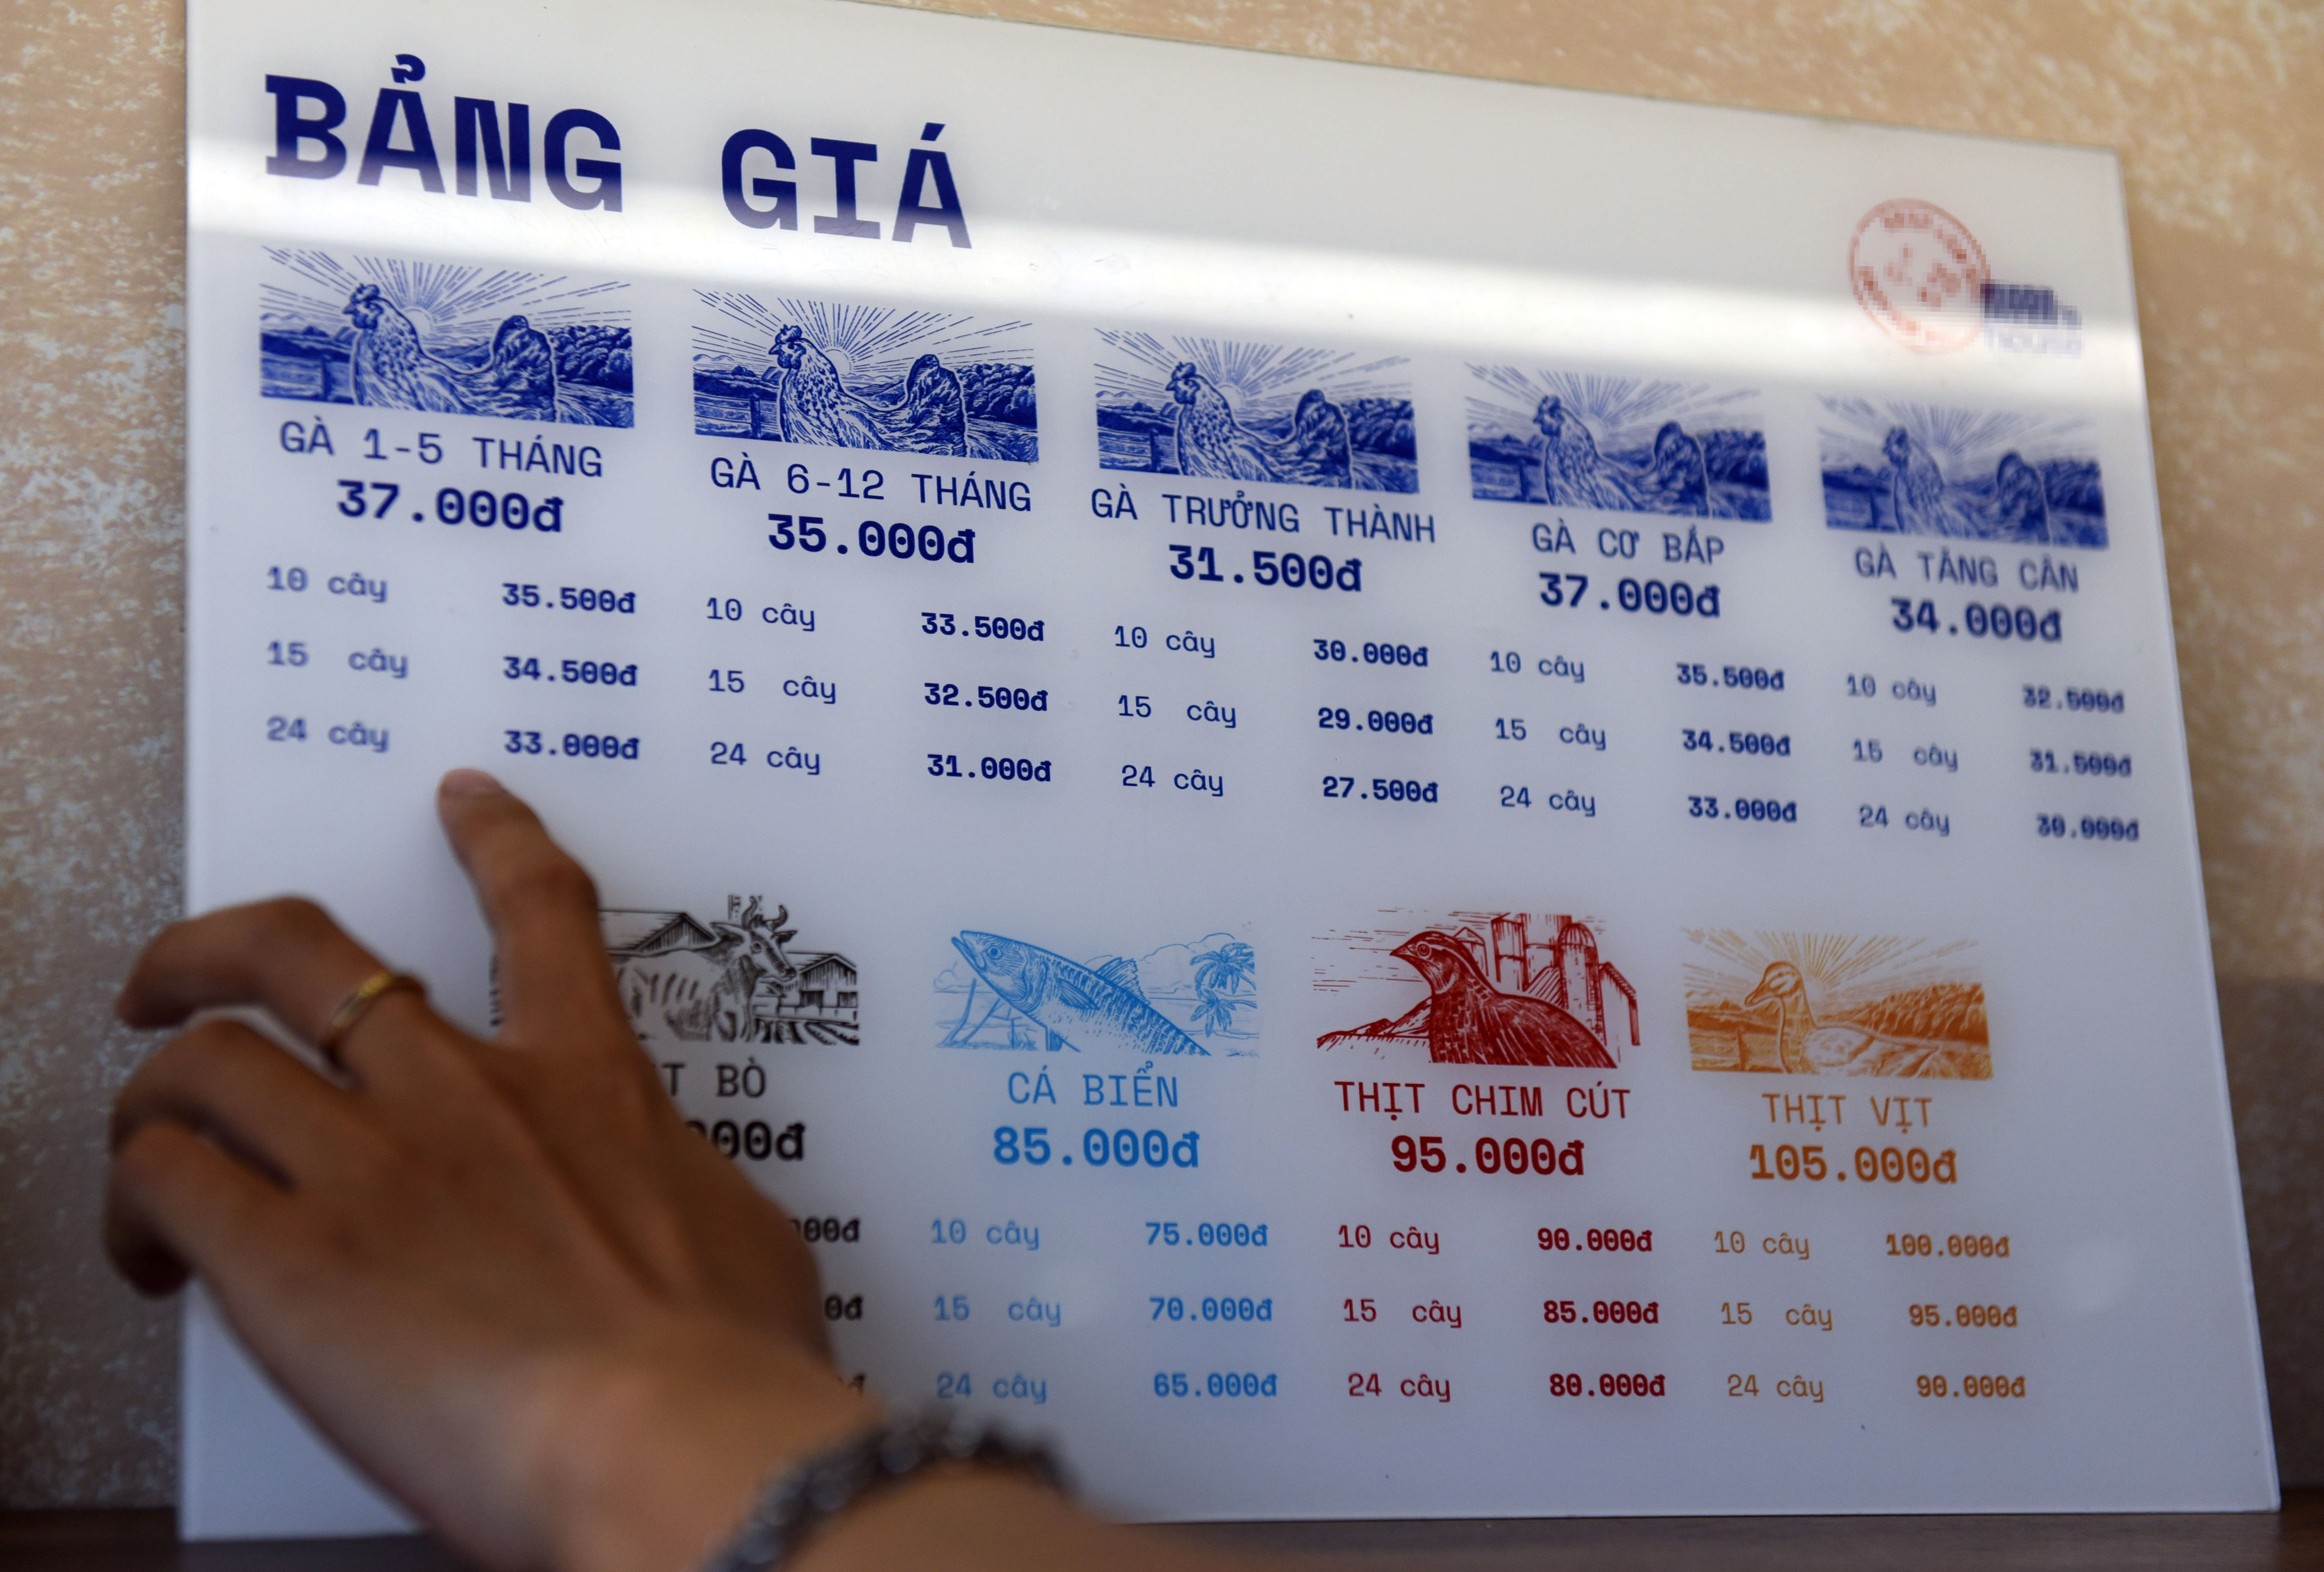 BẢNG GIÁ
GÀ 1-5 THÁNG
37.000đ
10 cây 35.500đ
15 cây 34.500đ
24 cây 33.000đ
GÀ 6-12 THÁNG
35.000đ
10 cây 33.500đ
15 cây 32.500đ
24 cây 31.000đ
GÀ TRƯỞNG THÀNH
31.500đ
10 cây 30.000đ
15 cây 29.000đ
24 cây 27.500đ
GÀ CƠ BẮP
37.000đ
10 cây 35.500đ
15 cây 34.500đ
24 cây 33.000đ
GÀ TĂNG CÂN
34.000đ
10 cây 32.500đ
15 cây 31.500đ
24 cây 30.000đ
BÒ
CÁ BIỂN
85.000đ
10 cây 75.000đ
15 cây 70.000đ
24 cây 65.000đ
THỊT CHIM CÚT
95.000đ
10 cây 90.000đ
15 cây 85.000đ
24 cây 80.000đ
THỊT VỊT
105.000đ
10 cây 100.000đ
15 cây 95.000đ
24 cây 90.000đ